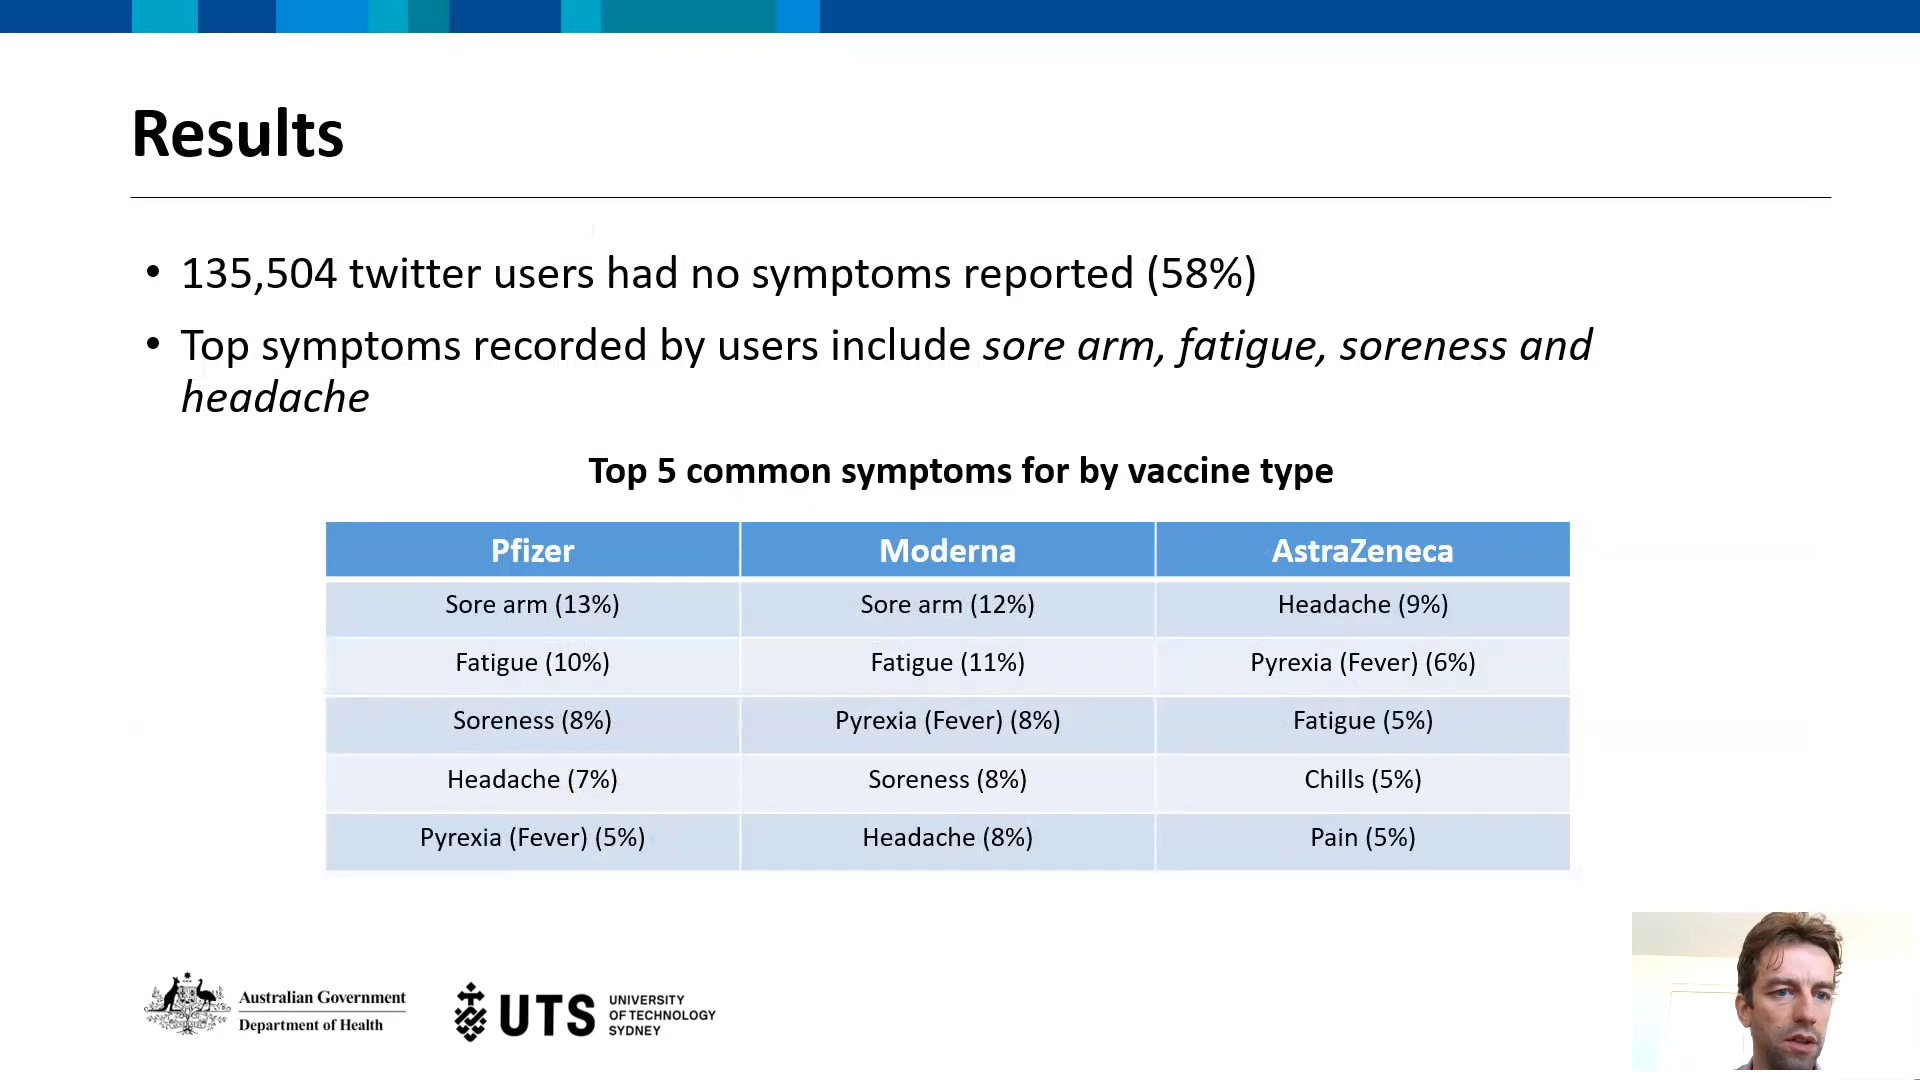 Results
• 135,504 twitter users had no symptoms reported (58%)
• Top symptoms recorded by users include sore arm, fatigue, soreness and
headache
Top 5 common symptoms for by vaccine type
Pfizer Moderna AstraZeneca
Sore arm (13%) Sore arm (12%) Headache (9%)
Fatigue (10%) Fatigue (11%) Pyrexia (Fever) (6%)
Soreness (8%) Pyrexia (Fever) (8%) Fatigue (5%)
Headache (7%) Soreness (8%) Chills (5%)
Pyrexia (Fever) (5%) Headache (8%) Pain (5%)
Australian Government
Department of Health
UTS
UNIVERSITY
OF TECHNOLOGY
SYDNEY